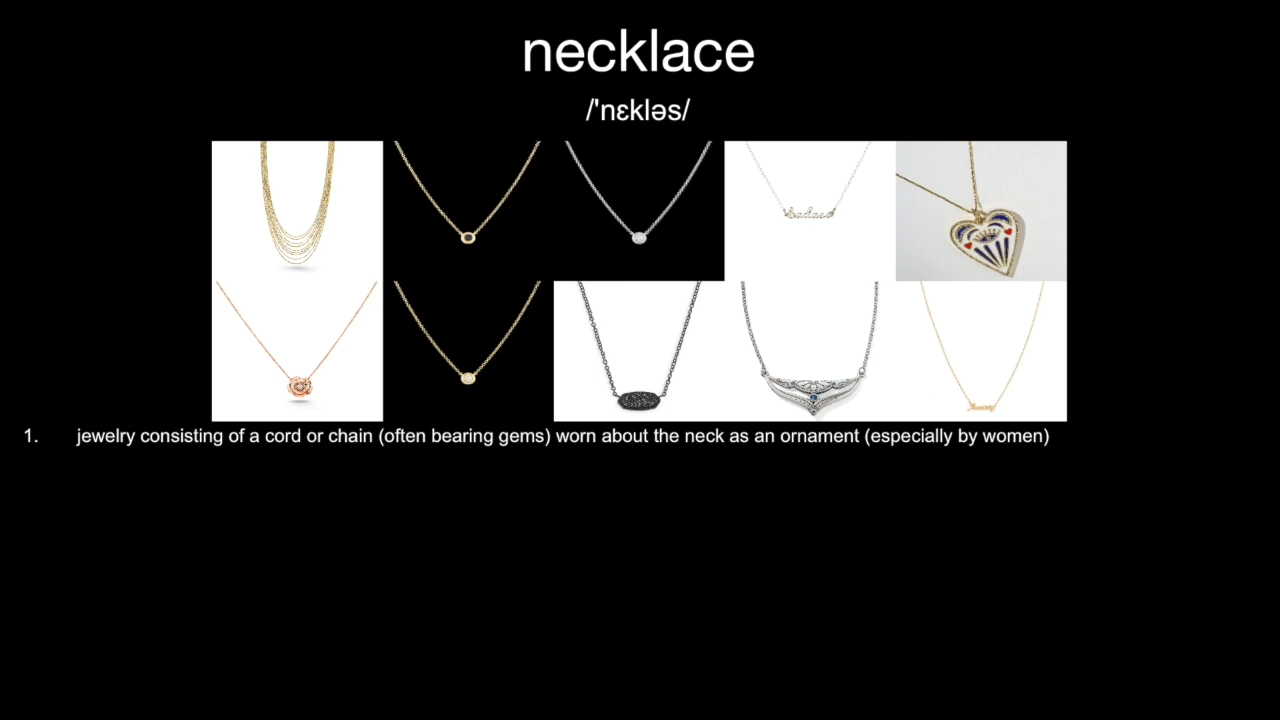 necklace
/'nɛkləs/
badass
1. jewelry consisting of a cord or chain (often bearing gems) worn about the neck as an ornament (especially by women)